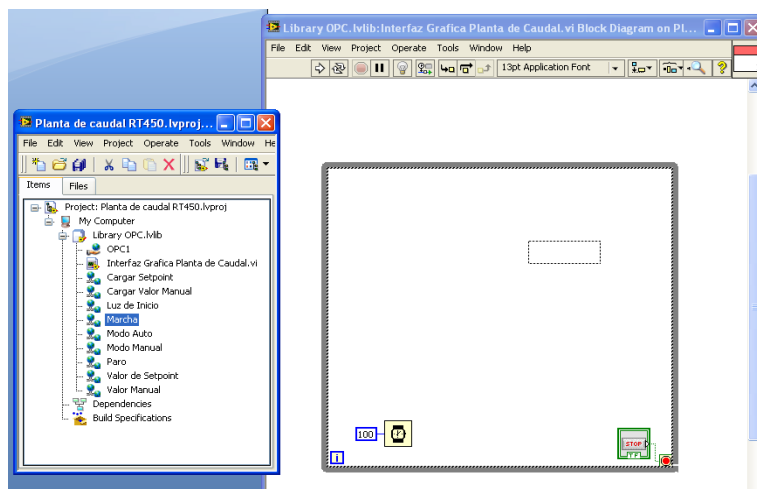 Library OPC.lvlib:Interfaz Grafica Planta de Caudal.vi Block Diagram on Pl...
File Edit View Project Operate Tools Window Help
13pt Application Font
Planta de caudal RT450.lvproj...
File Edit View Project Operate Tools Window He
Items Files
Project: Planta de caudal RT450.lvproj
My Computer
Library OPC.lvlib
OPC1
Interfaz Grafica Planta de Caudal.vi
Cargar Setpoint
Cargar Valor Manual
Luz de Inicio
Marcha
Modo Auto
Modo Manual
Paro
Valor de Setpoint
Valor Manual
Dependencies
Build Specifications
100
i
STOP
TF